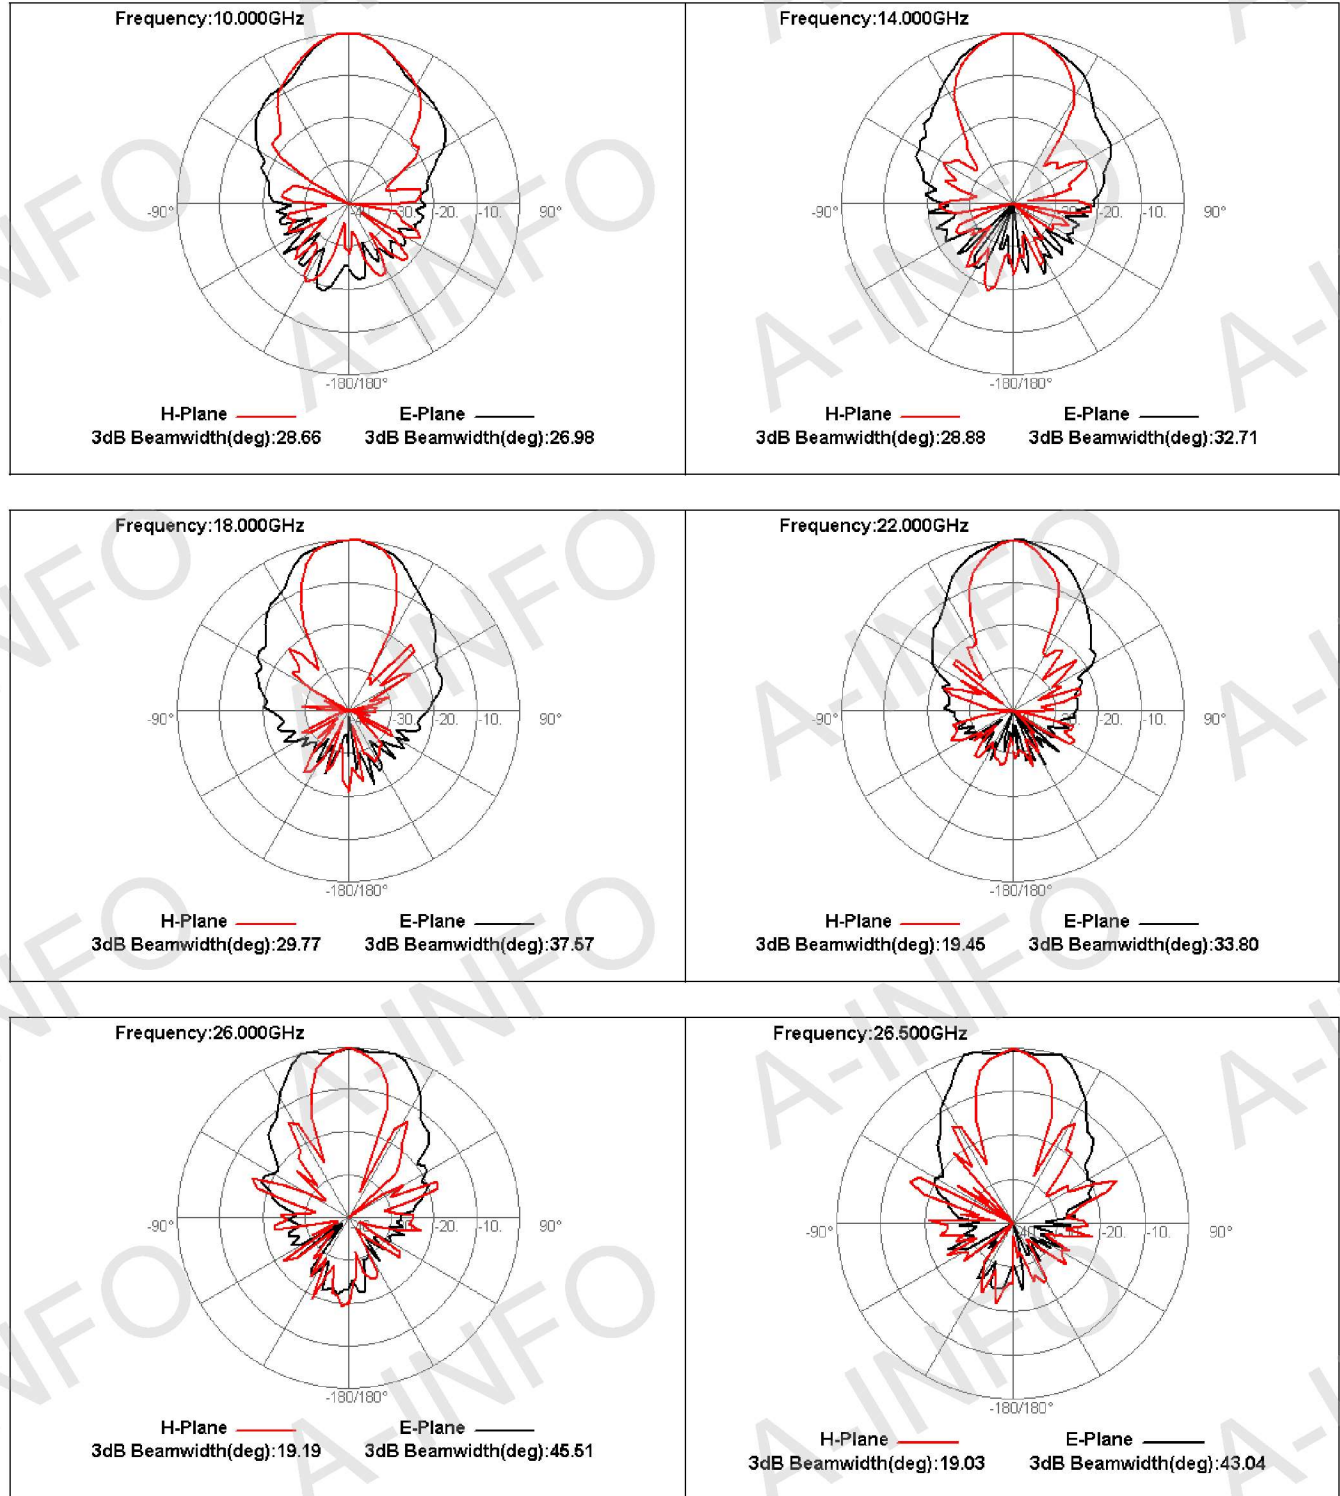 Frequency:10.000GHz
-90° -30. -20. -10. 90°
-180/180°
H-Plane E-Plane
3dB Beamwidth(deg):28.66 3dB Beamwidth(deg):26.98
Frequency:14.000GHz
-90° -20. -10. 90°
-180/180°
H-Plane E-Plane
3dB Beamwidth(deg):28.88 3dB Beamwidth(deg):32.71
Frequency:18.000GHz
-90° -30. -20. -10. 90°
-180/180°
H-Plane E-Plane
3dB Beamwidth(deg):29.77 3dB Beamwidth(deg):37.57
Frequency:22.000GHz
-90° -20. -10. 90°
-180/180°
H-Plane E-Plane
3dB Beamwidth(deg):19.45 3dB Beamwidth(deg):33.80
Frequency:26.000GHz
-90° -20. -10. 90°
-180/180°
H-Plane E-Plane
3dB Beamwidth(deg):19.19 3dB Beamwidth(deg):45.51
Frequency:26.500GHz
-90° -20. -10. 90°
-180/180°
H-Plane E-Plane
3dB Beamwidth(deg):19.03 3dB Beamwidth(deg):43.04
A-INFO
A-INFO
A-INFO
A-INFO
A-INFO
A-INFO